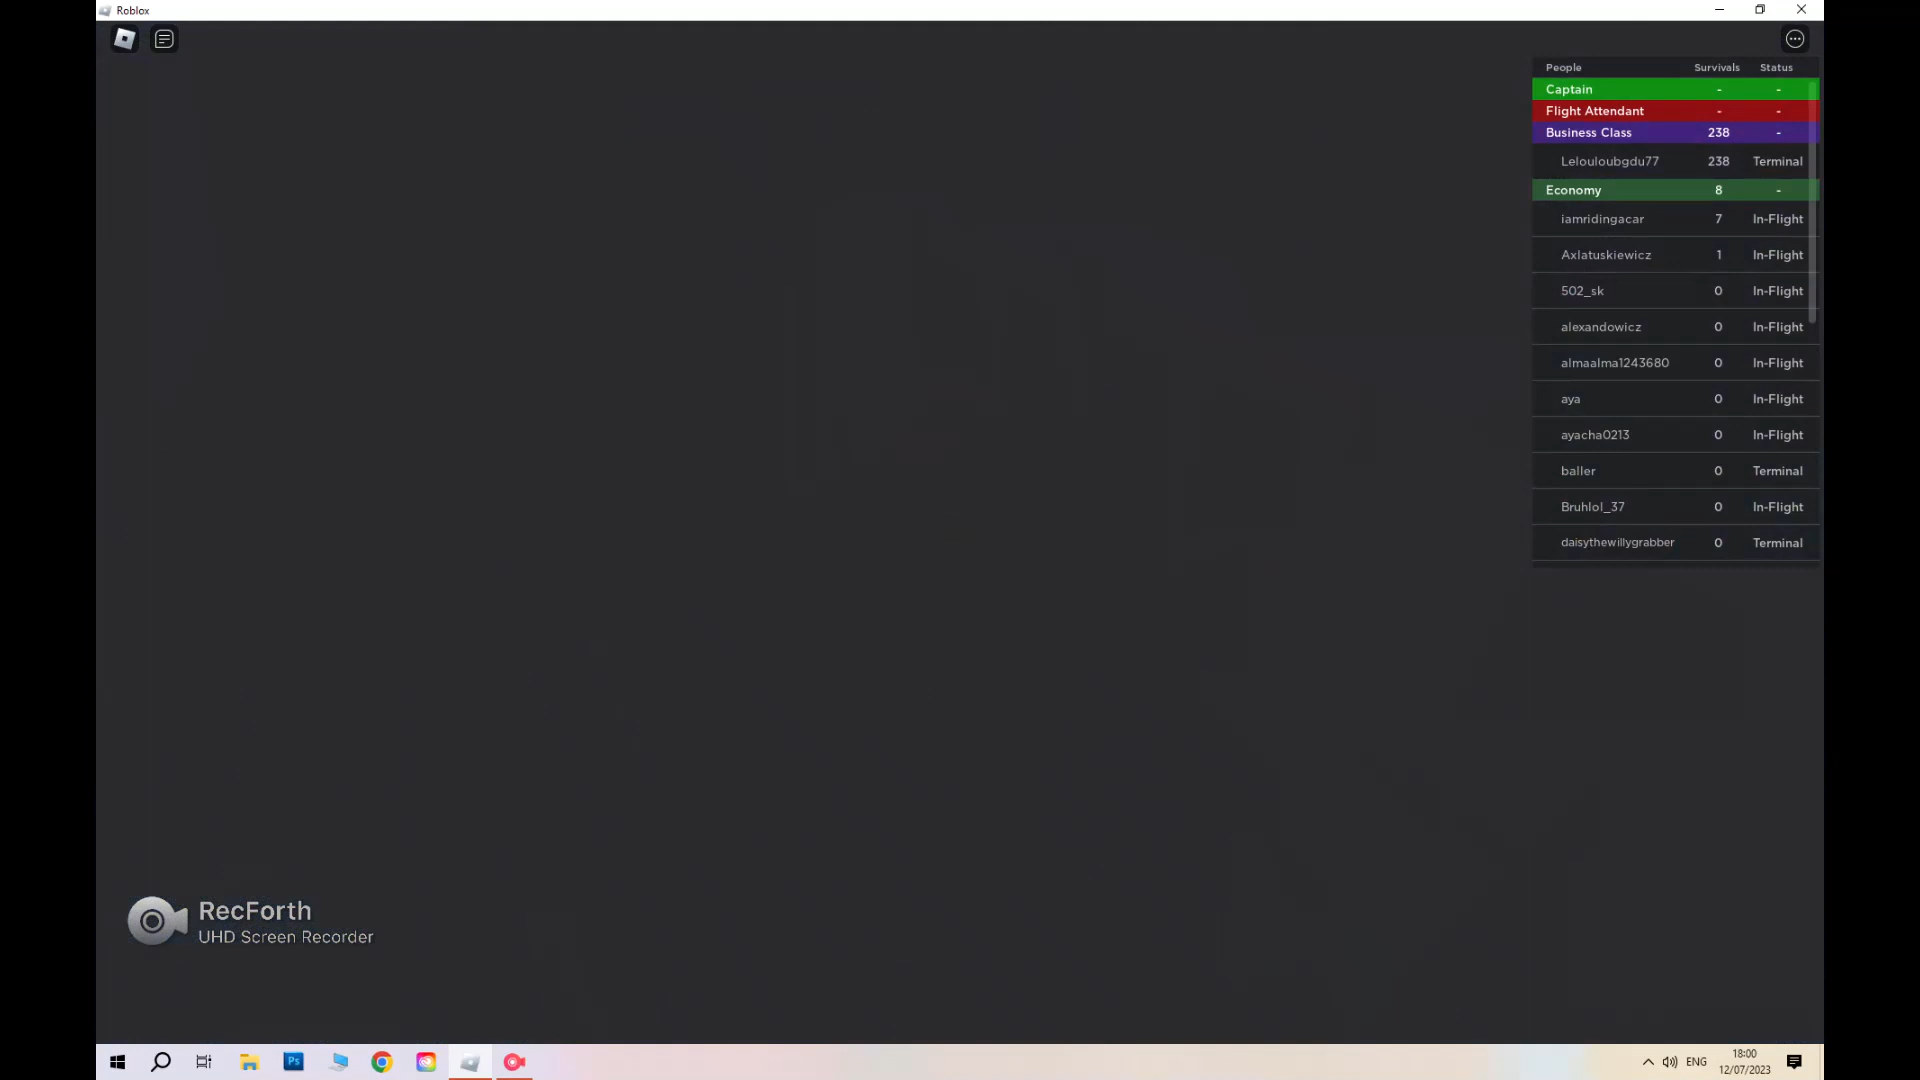 Roblox
People Survivals Status
Captain - -
Flight Attendant - -
Business Class 238 -
Lelouloubgdu77 238 Terminal
Economy 8 -
iamridingacar 7 In-Flight
Axlatuskiewicz 1 In-Flight
502_sk 0 In-Flight
alexandowicz 0 In-Flight
almaalma1243680 0 In-Flight
aya 0 In-Flight
ayacha0213 0 In-Flight
baller 0 Terminal
Bruhlol_37 0 In-Flight
daisythewillygrabber 0 Terminal
RecForth
UHD Screen Recorder
Ps
ENG
18:00
12/07/2023